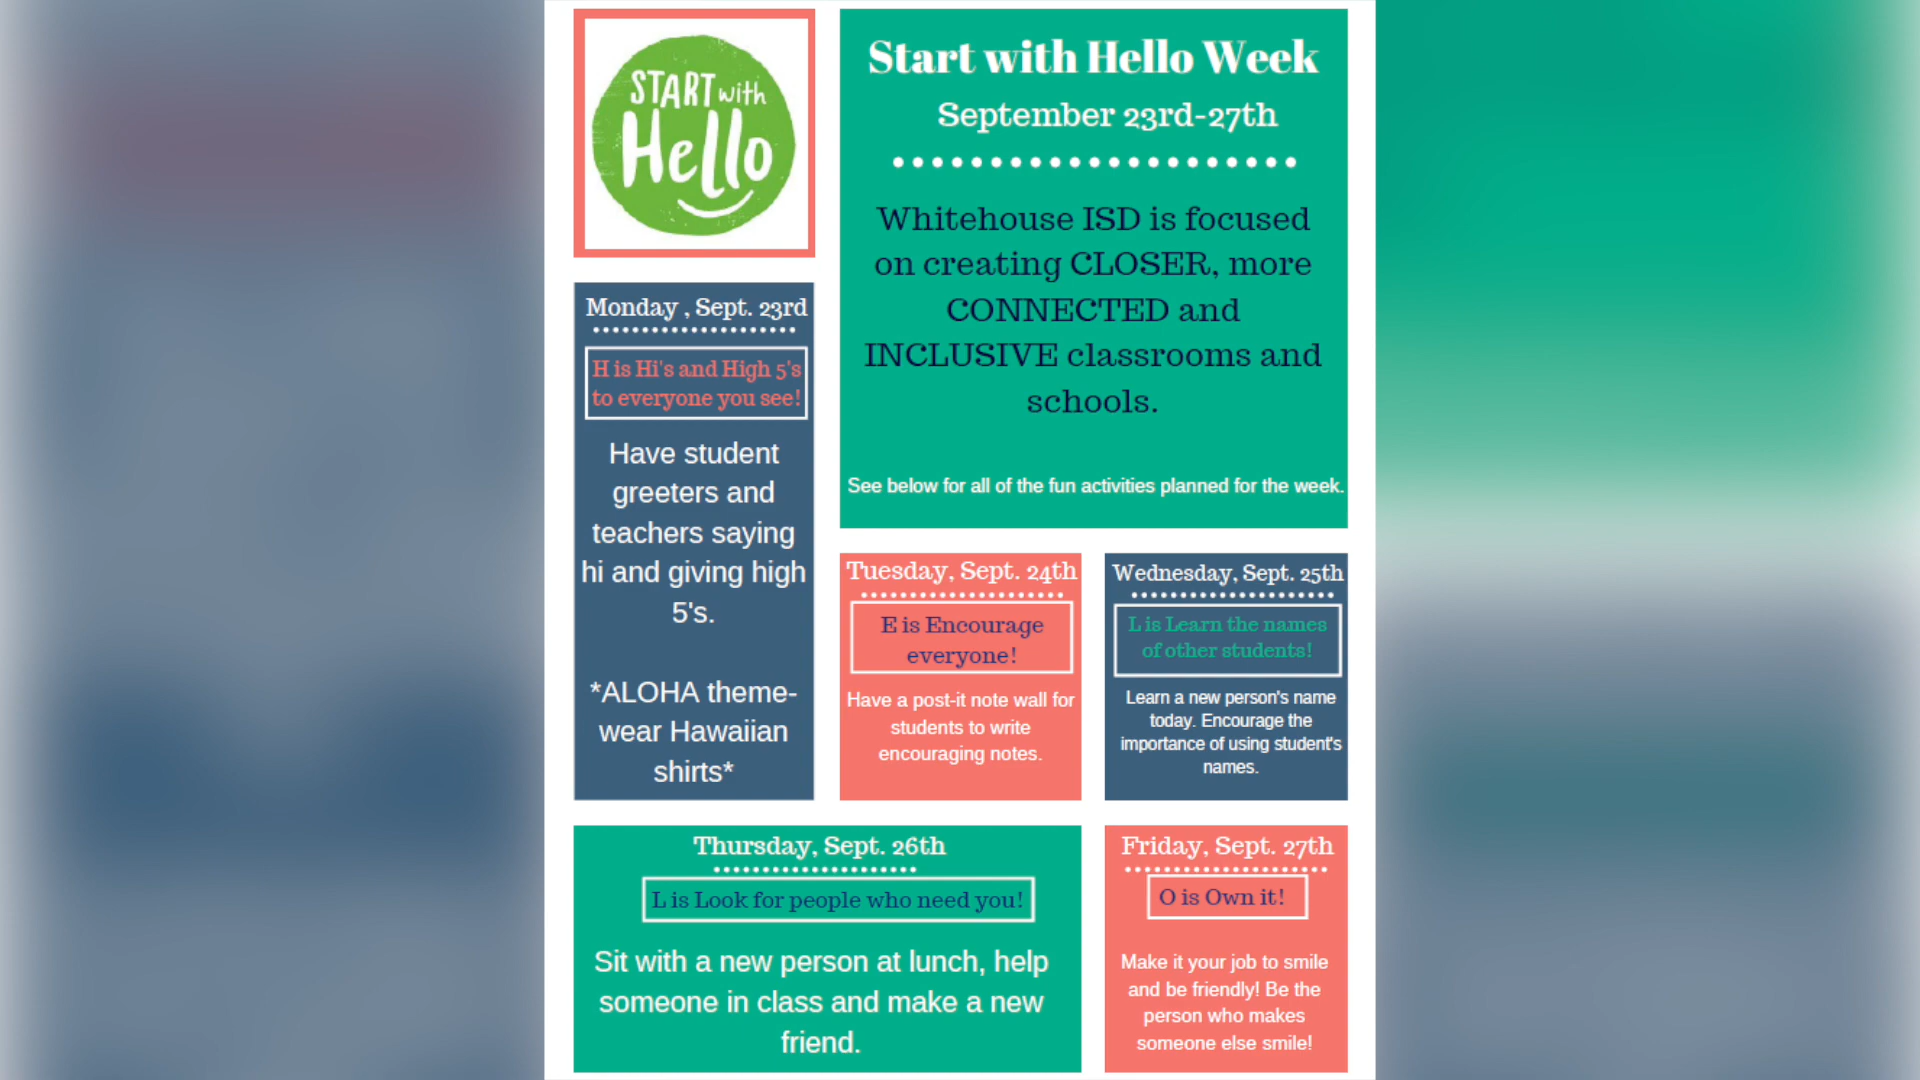 START with
Hello
Start with Hello Week
September 23rd-27th
Whitehouse ISD is focused
on creating CLOSER, more
CONNECTED and
INCLUSIVE classrooms and
schools.
See below for all of the fun activities planned for the week.
Monday , Sept. 23rd
H is Hi's and High 5's
to everyone you see!
Have student
greeters and
teachers saying
hi and giving high
5's.
*ALOHA theme-
wear Hawaiian
shirts*
Tuesday, Sept. 24th
E is Encourage
everyone!
Have a post-it note wall for
students to write
encouraging notes.
Wednesday, Sept. 25th
L is Learn the names
of other students!
Learn a new person's name
today. Encourage the
importance of using student's
names.
Thursday, Sept. 26th
L is Look for people who need you!
Sit with a new person at lunch, help
someone in class and make a new
friend.
Friday, Sept. 27th
O is Own it!
Make it your job to smile
and be friendly! Be the
person who makes
someone else smile!